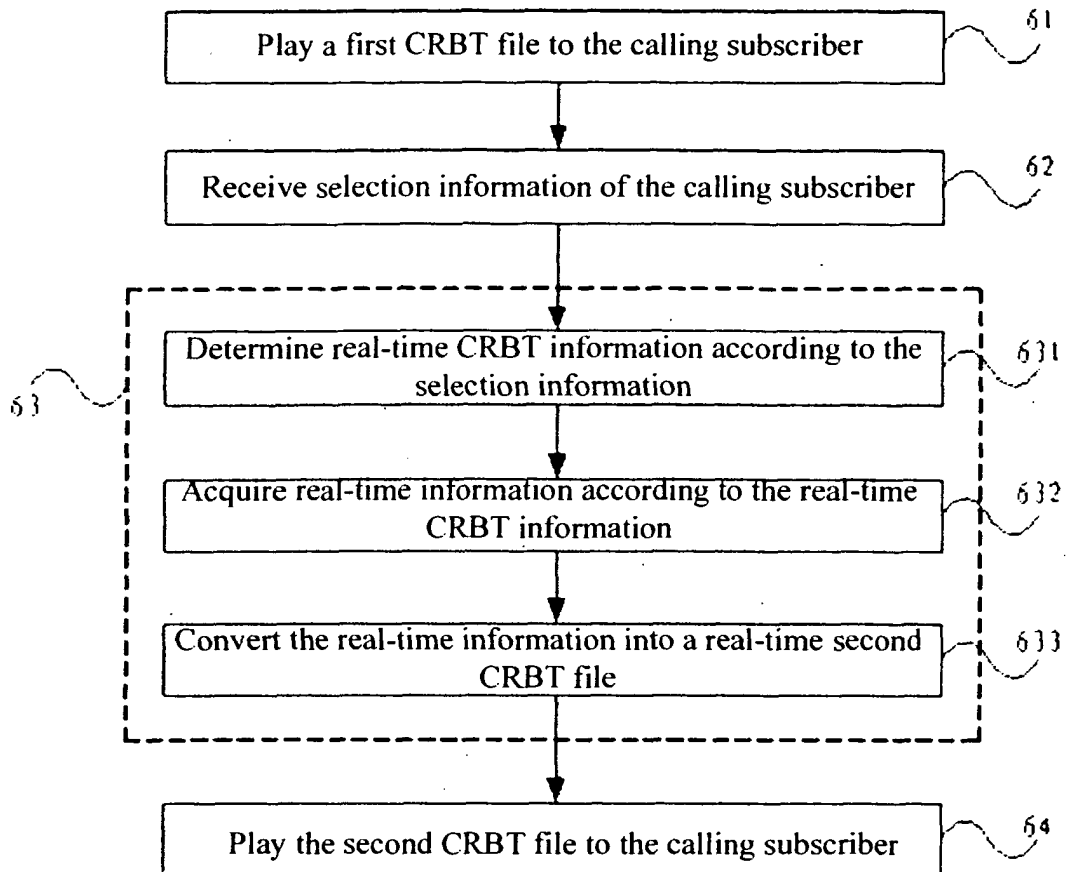 61
Play a first CRBT file to the calling subscriber
62
Receive selection information of the calling subscriber
63
631
Determine real-time CRBT information according to the
selection information
632
Acquire real-time information according to the real-time
CRBT information
633
Convert the real-time information into a real-time second
CRBT file
64
Play the second CRBT file to the calling subscriber